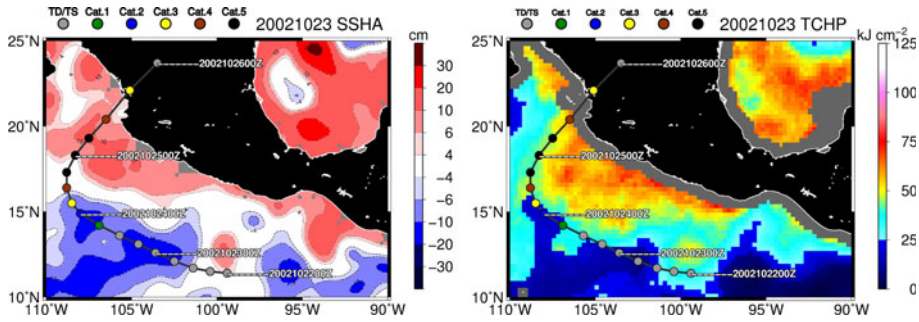 TD/TS Cat.1 Cat.2 Cat.3 Cat.4 Cat.5
20021023 SSHA
cm
25°N
20°N
15°N
10°N
110°W 105°W 100°W 95°W 90°W
2002102600Z
2002102500Z
2002102400Z
2002102300Z
2002102200Z
30
20
10
6
4
-4
-6
-10
-20
-30
TD/TS Cat.1 Cat.2 Cat.3 Cat.4 Cat.5
20021023 TCHP
kJ cm-2
25°N
20°N
15°N
10°N
110°W 105°W 100°W 95°W 90°W
2002102600Z
2002102500Z
2002102400Z
2002102300Z
2002102200Z
125
100
75
50
25
0